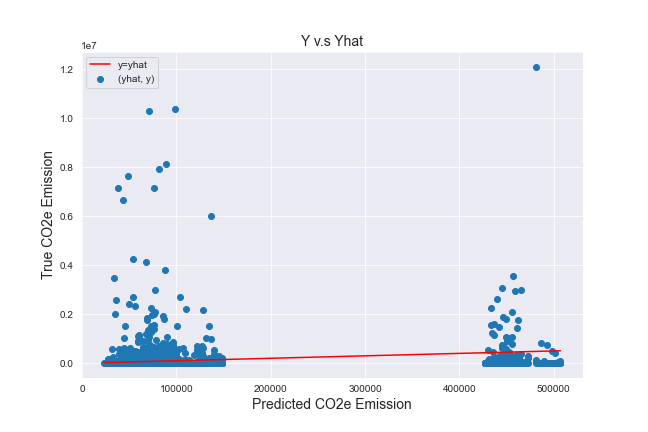 Y v.s Yhat
1e7
y=yhat
(yhat, y)
1.2
1.0
0.8
0.6
0.4
0.2
0.0
True CO2e Emission
0
100000
200000
300000
400000
500000
Predicted CO2e Emission